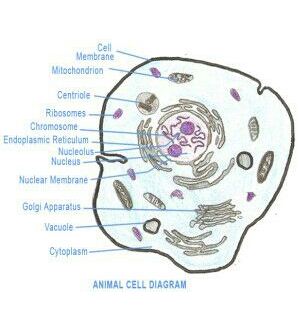 Cell
Membrane
Mitochondrion
Centriole
Ribosomes
Chromosome
Endoplasmic Reticulum
Nucleolus
Nucleus
Nuclear Membrane
Golgi Apparatus
Vacuole
Cytoplasm
ANIMAL CELL DIAGRAM